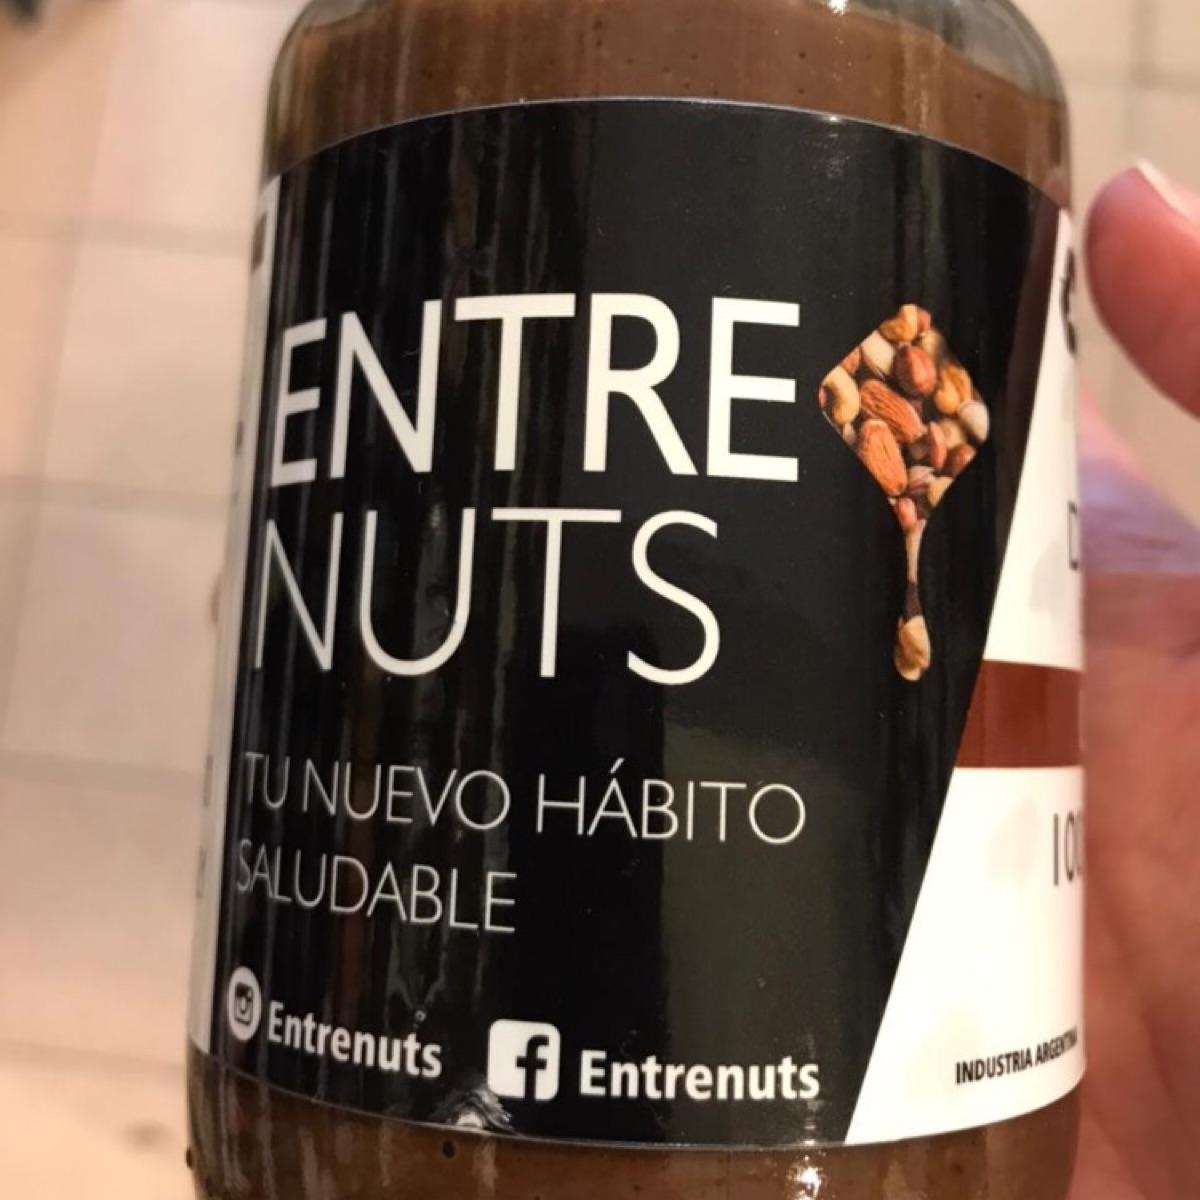 ENTRE
NUTS
TU NUEVO HÁBITO
SALUDABLE
Entrenuts
Entrenuts
INDUSTRIA ARGENTINA